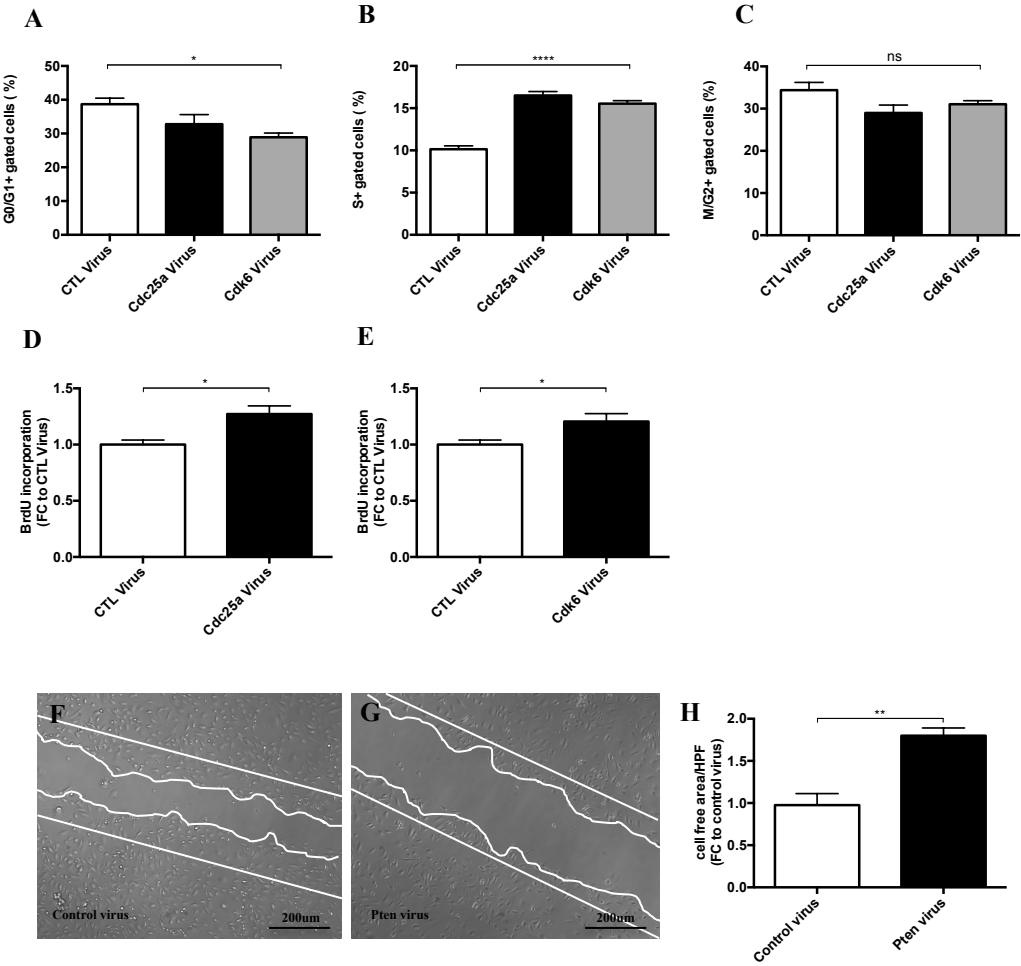 A
G0/G1+ gated cells ( %)
50
40
30
20
10
0
*
CTL Virus
Cdc25a Virus
Cdk6 Virus
B
S+ gated cells ( %)
20
15
10
5
0
****
CTL Virus
Cdc25a Virus
Cdk6 Virus
C
M/G2+ gated cells (%)
40
30
20
10
0
ns
CTL Virus
Cdc25a Virus
Cdk6 Virus
D
BrdU incorporation
(FC to CTL Virus)
1.5
1.0
0.5
0.0
*
CTL Virus
Cdc25a Virus
E
BrdU incorporation
(FC to CTL Virus)
1.5
1.0
0.5
0.0
*
CTL Virus
Cdk6 Virus
F
Control virus
200um
G
Pten virus
200um
H
cell free area/HPF
(FC to control virus)
2.0
1.5
1.0
0.5
0.0
**
Control virus
Pten virus